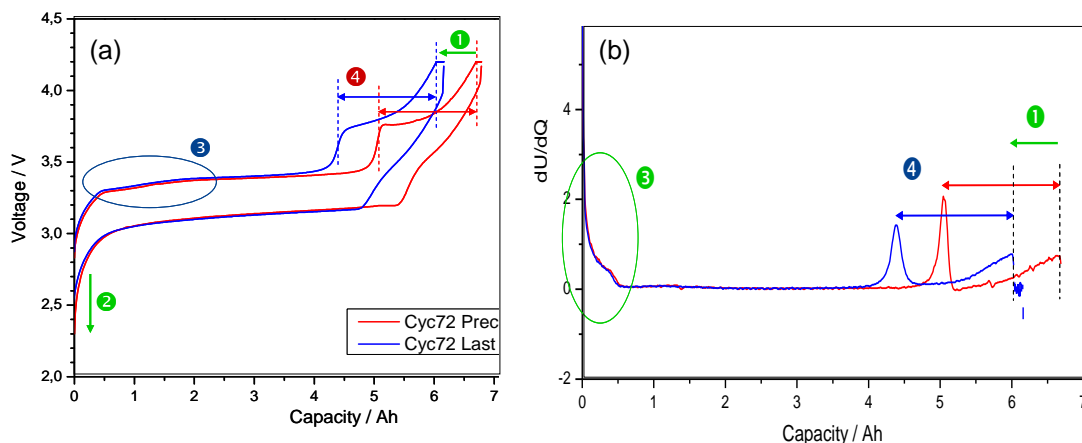 (a)
4,5
4,0
3,5
3,0
2,5
2,0
Voltage / V
1
4
3
2
Cyc72 Prec
Cyc72 Last
0 1 2 3 4 5 6 7
Capacity / Ah
(b)
4
2
0
-2
dU/dQ
1
3
4
0 1 2 3 4 5 6 7
Capacity / Ah